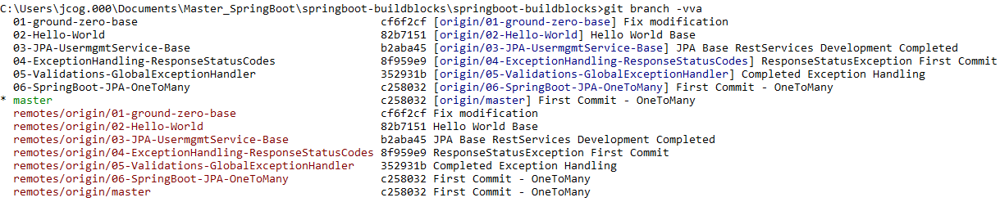 C:\Users\jcog.000\Documents\Master_SpringBoot\springboot-buildblocks\springboot-buildblocks>git branch -vva
01-ground-zero-base cf6f2cf [origin/01-ground-zero-base] Fix modification
02-Hello-World 82b7151 [origin/02-Hello-World] Hello World Base
03-JPA-UsermgmtService-Base b2aba45 [origin/03-JPA-UsermgmtService-Base] JPA Base RestServices Development Completed
04-ExceptionHandling-ResponseStatusCodes 8f959e9 [origin/04-ExceptionHandling-ResponseStatusCodes] ResponseStatusException First Commit
05-Validations-GlobalExceptionHandler 352931b [origin/05-Validations-GlobalExceptionHandler] Completed Exception Handling
06-SpringBoot-JPA-OneToMany c258032 [origin/06-SpringBoot-JPA-OneToMany] First Commit - OneToMany
* master c258032 [origin/master] First Commit - OneToMany
remotes/origin/01-ground-zero-base cf6f2cf Fix modification
remotes/origin/02-Hello-World 82b7151 Hello World Base
remotes/origin/03-JPA-UsermgmtService-Base b2aba45 JPA Base RestServices Development Completed
remotes/origin/04-ExceptionHandling-ResponseStatusCodes 8f959e9 ResponseStatusException First Commit
remotes/origin/05-Validations-GlobalExceptionHandler 352931b Completed Exception Handling
remotes/origin/06-SpringBoot-JPA-OneToMany c258032 First Commit - OneToMany
remotes/origin/master c258032 First Commit - OneToMany